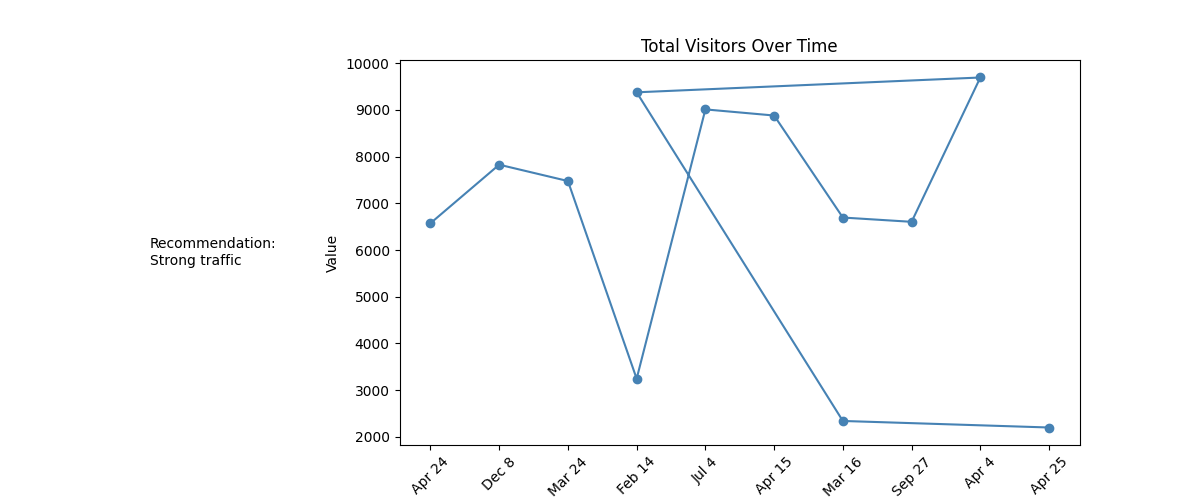 Total Visitors Over Time
10000
9000
8000
7000
6000
5000
4000
3000
2000
Value
Recommendation:
Strong traffic
Apr 24
Dec 8
Mar 24
Feb 14
Jul 4
Apr 15
Mar 16
Sep 27
Apr 4
Apr 25